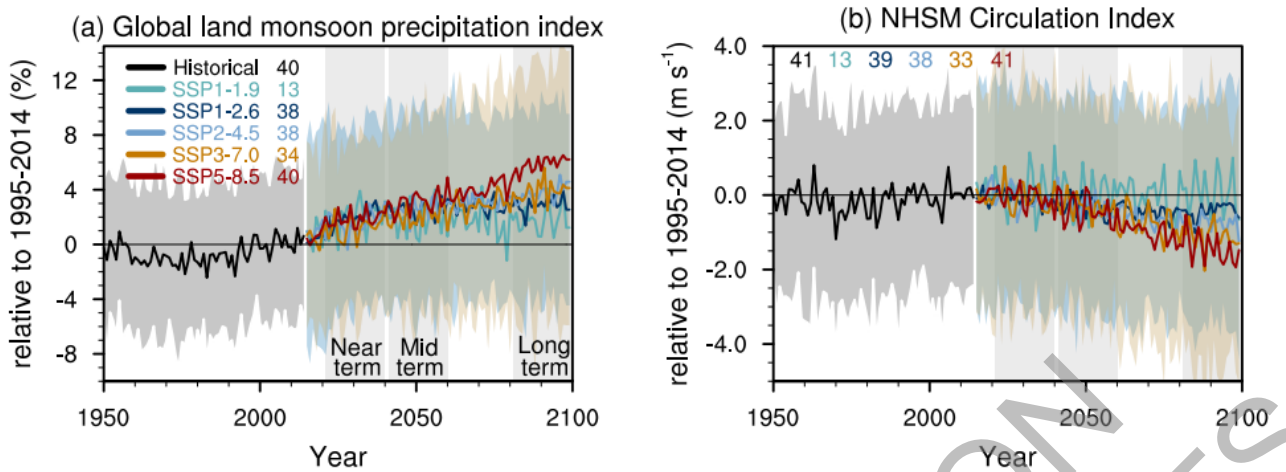 (a) Global land monsoon precipitation index
relative to 1995-2014 (%)
12
8
4
0
-4
-8
Historical 40
SSP1-1.9 13
SSP1-2.6 38
SSP2-4.5 38
SSP3-7.0 34
SSP5-8.5 40
Near term
Mid term
Long term
1950 2000 2050 2100
Year
(b) NHSM Circulation Index
relative to 1995-2014 (m s⁻¹)
4.0
2.0
0.0
-2.0
-4.0
41 13 39 38 33 41
1950 2000 2050 2100
Year